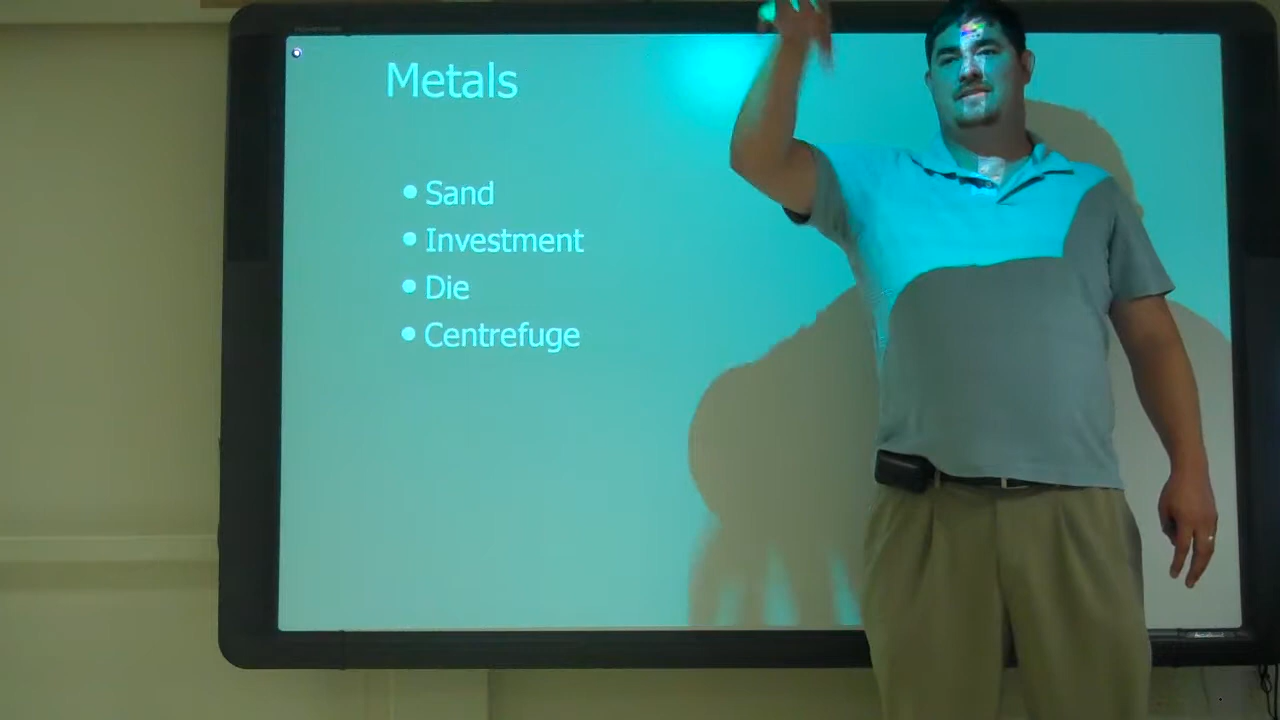 Metals
• Sand
• Investment
• Die
• Centrefuge